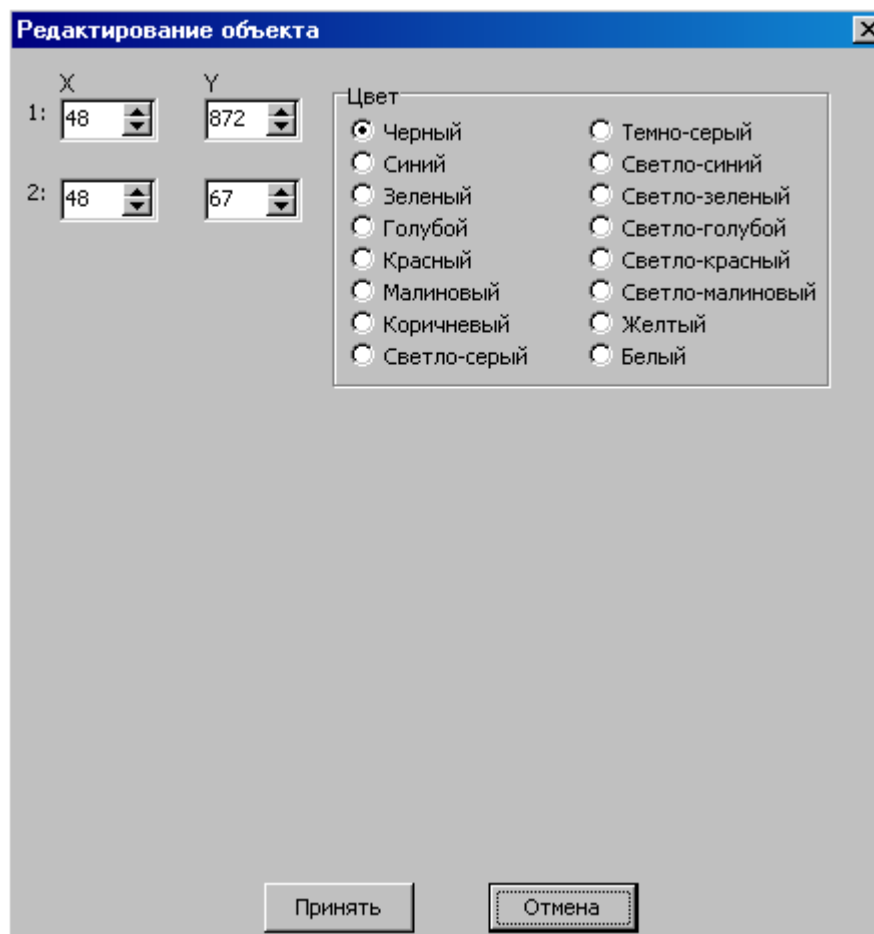 Редактирование объекта
X Y
1: 48 872
2: 48 67
Цвет
Черный
Синий
Зеленый
Голубой
Красный
Малиновый
Коричневый
Светло-серый
Темно-серый
Светло-синий
Светло-зеленый
Светло-голубой
Светло-красный
Светло-малиновый
Желтый
Белый
Принять Отмена